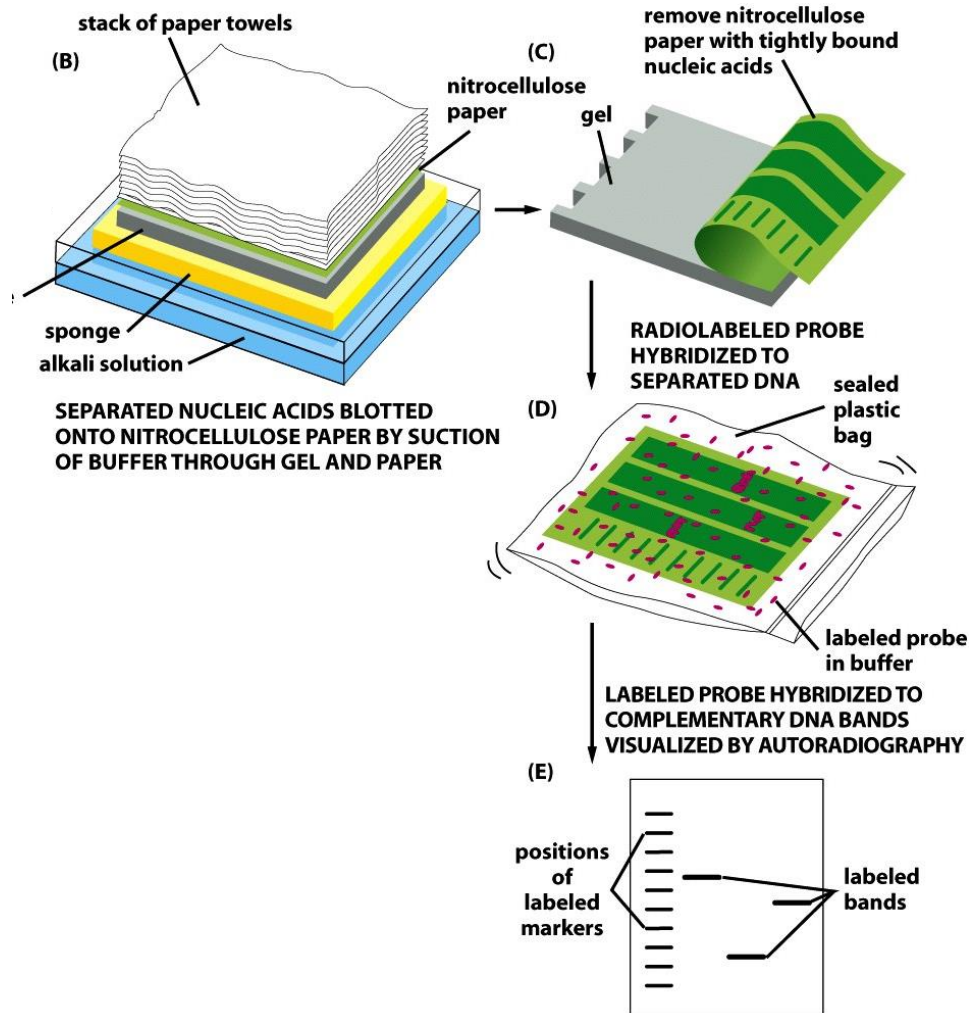 stack of paper towels
(B)
nitrocellulose
paper
sponge
alkali solution
SEPARATED NUCLEIC ACIDS BLOTTED
ONTO NITROCELLULOSE PAPER BY SUCTION
OF BUFFER THROUGH GEL AND PAPER
remove nitrocellulose
paper with tightly bound
nucleic acids
(C)
gel
RADIOLABELED PROBE
HYBRIDIZED TO
SEPARATED DNA
(D)
sealed
plastic
bag
labeled probe
in buffer
LABELED PROBE HYBRIDIZED TO
COMPLEMENTARY DNA BANDS
VISUALIZED BY AUTORADIOGRAPHY
(E)
positions
of
labeled
markers
labeled
bands